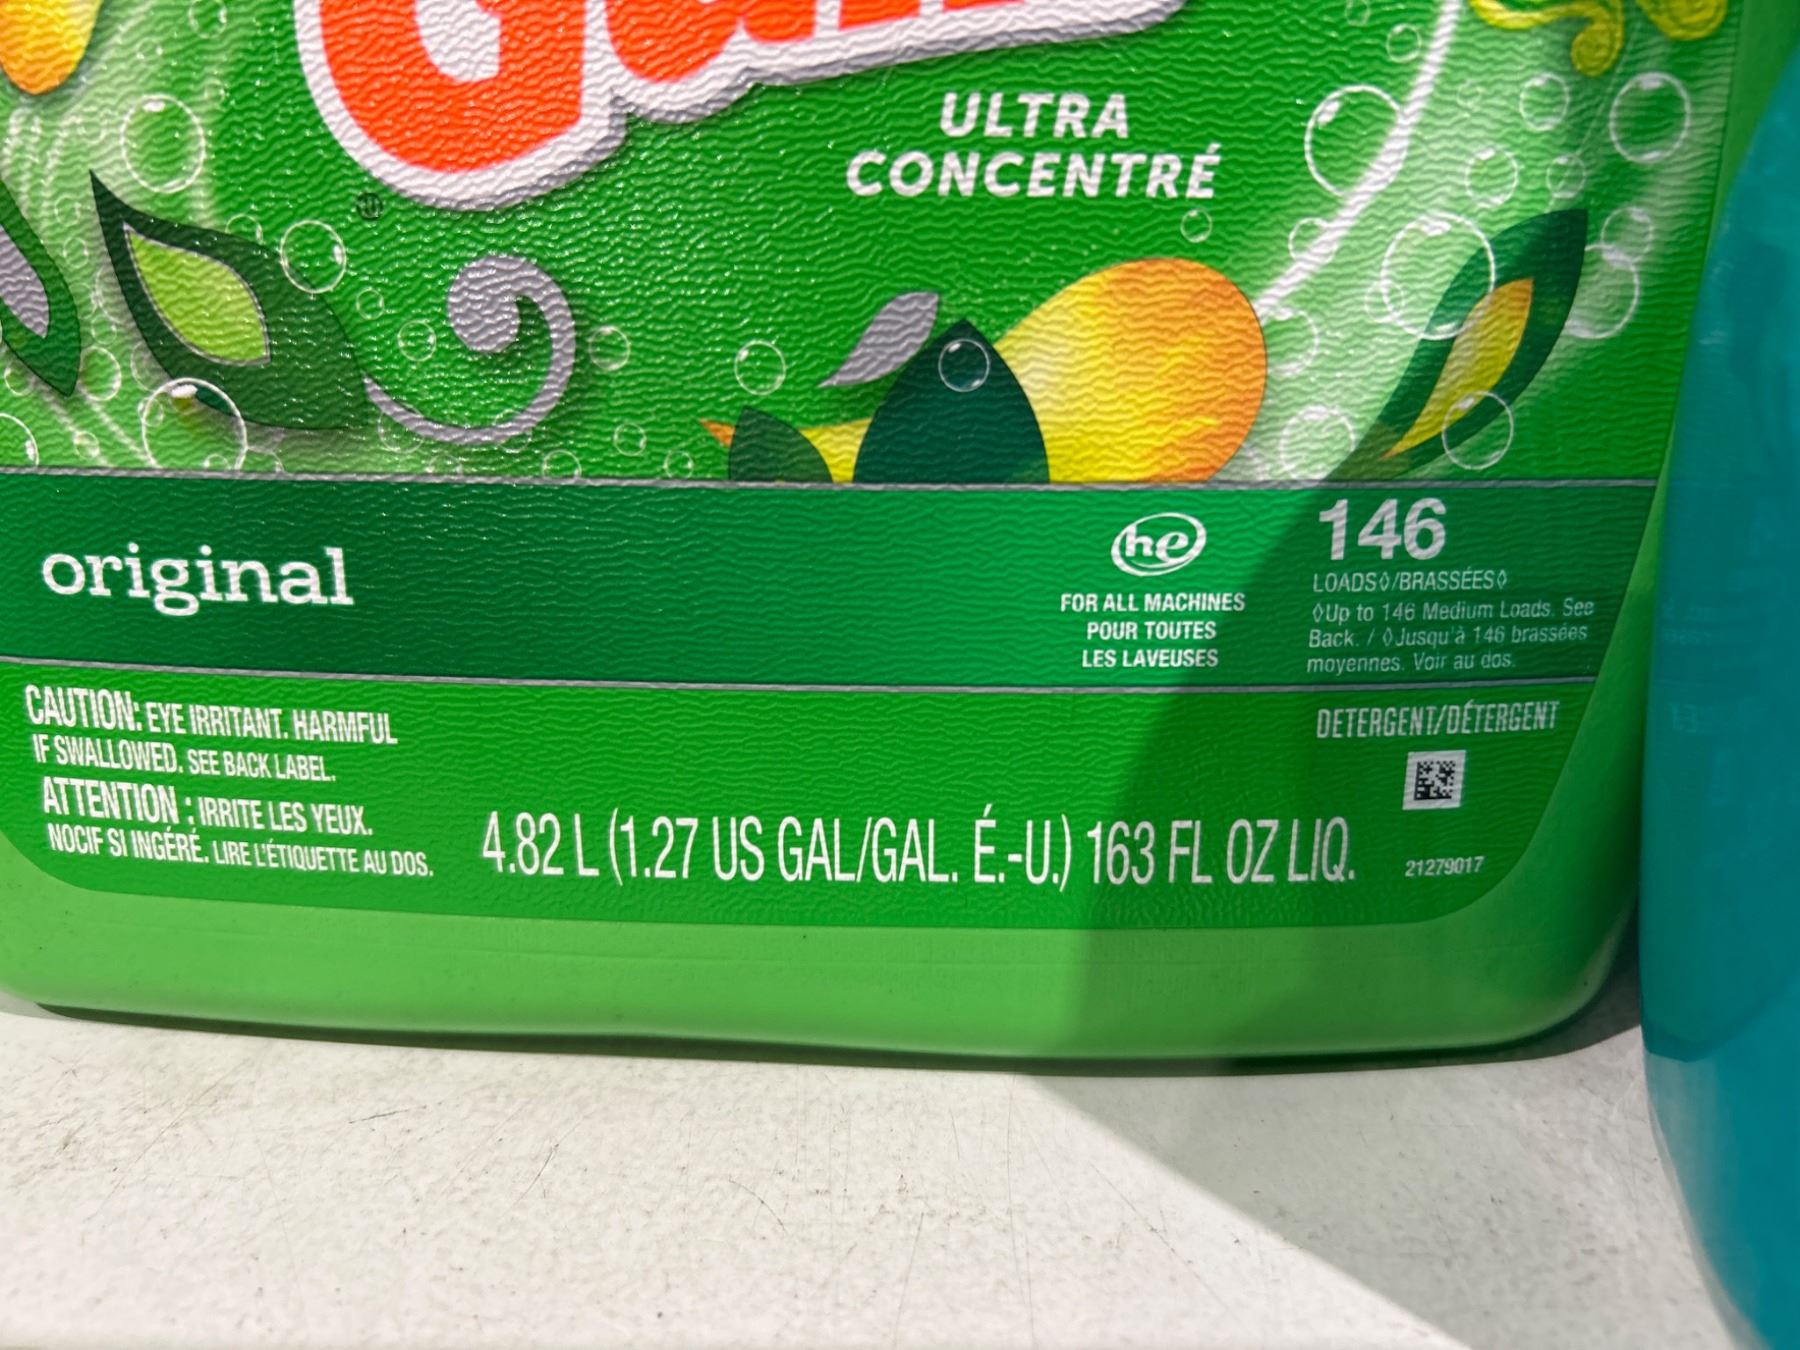 ULTRA
CONCENTRÉ
original
he
FOR ALL MACHINES
POUR TOUTES
LES LAVEUSES
146
LOADS◊/BRASSÉES◊
◊Up to 146 Medium Loads. See
Back. / ◊Jusqu'à 146 brassées
moyennes. Voir au dos.
CAUTION: EYE IRRITANT. HARMFUL
IF SWALLOWED. SEE BACK LABEL.
ATTENTION : IRRITE LES YEUX.
NOCIF SI INGÉRÉ. LIRE L'ÉTIQUETTE AU DOS.
4.82 L (1.27 US GAL/GAL. É.-U.) 163 FL OZ LIQ.
DETERGENT/DÉTERGENT
21279017